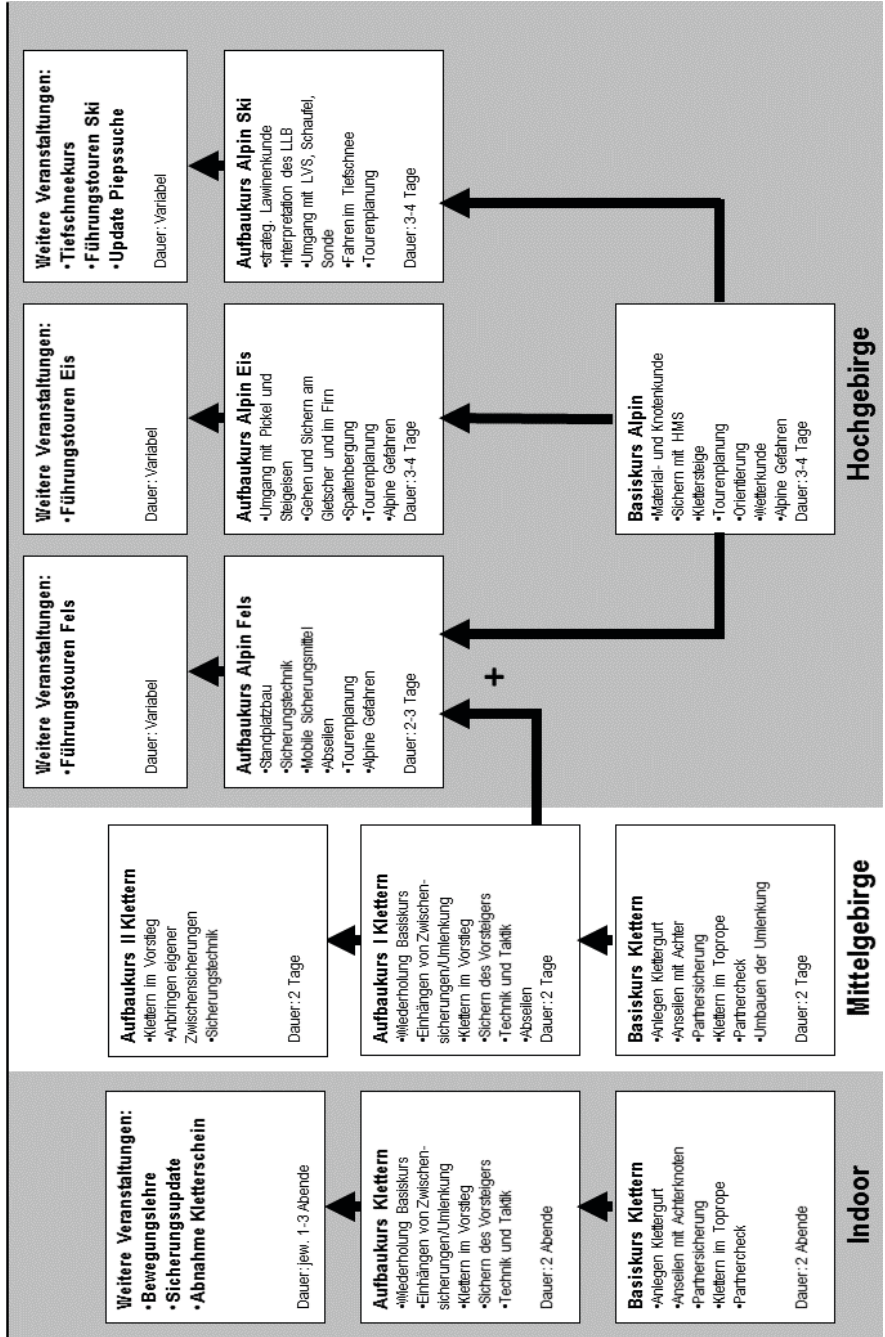 Weitere Veranstaltungen:
•Bewegungslehre
•Sicherungsupdate
•Abnahme Kletterschein
Dauer: jew. 1-3 Abende
Aufbaukurs Klettern
•Wiederholung Basiskurs
•Einhängen von Zwischen-
sicherungen/Umlenkung
•Klettern im Vorstieg
•Sichern des Vorsteigers
•Technik und Taktik
Dauer: 2 Abende
Basiskurs Klettern
•Anlegen Klettergurt
•Anseilen mit Achterknoten
•Partnersicherung
•Klettern im Toprope
•Partnercheck
Dauer: 2 Abende
Indoor
Aufbaukurs II Klettern
•Klettern im Vorstieg
•Anbringen eigener
Zwischensicherungen
•Sicherungstechnik
Dauer: 2 Tage
Aufbaukurs I Klettern
•Wiederholung Basiskurs
•Einhängen von Zwischen-
sicherungen/Umlenkung
•Klettern im Vorstieg
•Sichern des Vorsteigers
•Technik und Taktik
•Abseilen
Dauer: 2 Tage
Basiskurs Klettern
•Anlegen Klettergurt
•Anseilen mit Achter
•Partnersicherung
•Klettern im Toprope
•Partnercheck
•Umbauen der Umlenkung
Dauer: 2 Tage
Mittelgebirge
Weitere Veranstaltungen:
•Führungstouren Fels
Dauer: Variabel
Aufbaukurs Alpin Fels
•Standplatzbau
•Sicherungstechnik
•Mobile Sicherungsmittel
•Abseilen
•Tourenplanung
•Alpine Gefahren
Dauer: 2-3 Tage
+
Weitere Veranstaltungen:
•Führungstouren Eis
Dauer: Variabel
Aufbaukurs Alpin Eis
•Umgang mit Pickel und
Steigeisen
•Gehen und Sichern am
Gletscher und im Firn
•Spaltenbergung
•Tourenplanung
•Alpine Gefahren
Dauer: 3-4 Tage
Weitere Veranstaltungen:
•Tiefschneekurs
•Führungstouren Ski
•Update Piepssuche
Dauer: Variabel
Aufbaukurs Alpin Ski
•strateg. Lawinenkunde
•Interpretation des LLB
•Umgang mit LVS, Schaufel,
Sonde
•Fahren im Tiefschnee
•Tourenplanung
Dauer: 3-4 Tage
Basiskurs Alpin
•Material- und Knotenkunde
•Sichern mit HMS
•Klettersteige
•Tourenplanung
•Orientierung
•Wetterkunde
•Alpine Gefahren
Dauer: 3-4 Tage
Hochgebirge